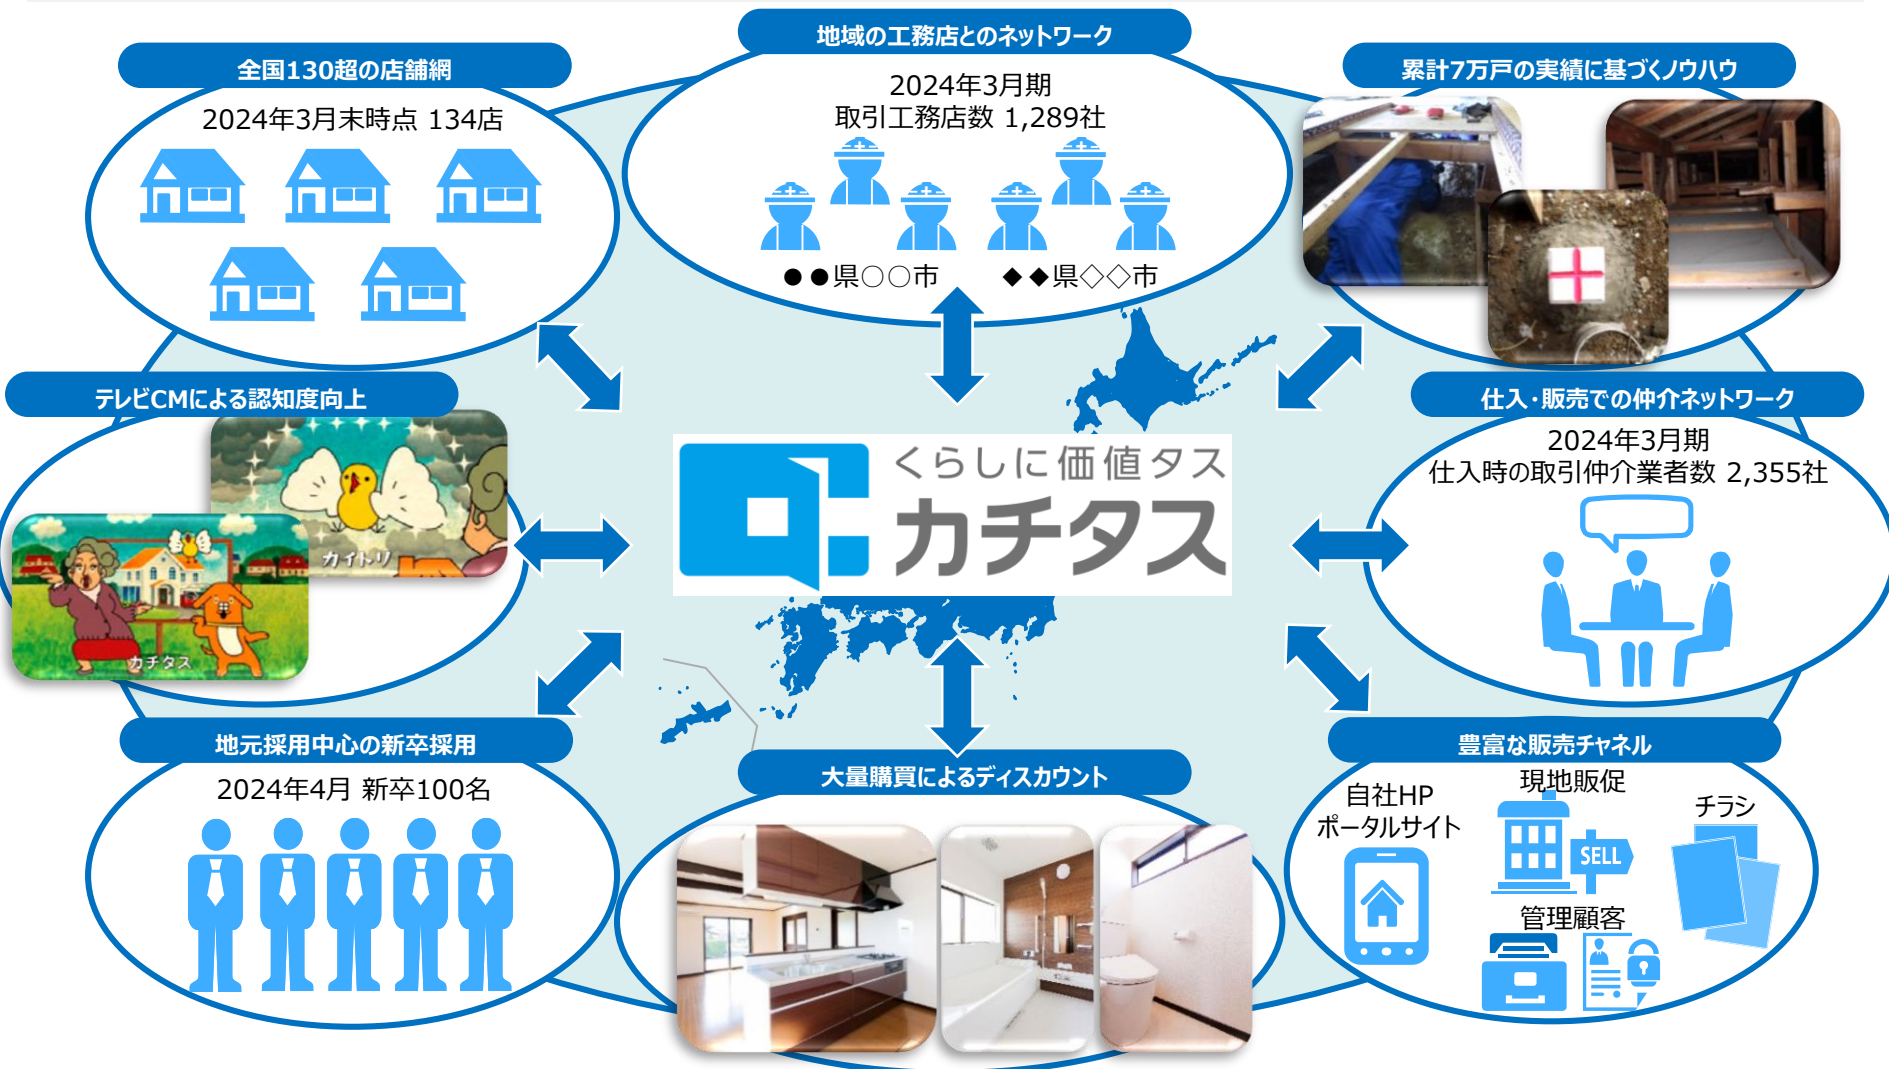 地域の工務店とのネットワーク
2024年3月期
取引工務店数 1,289社
●●県○○市
◆◆県◇◇市
全国130超の店舗網
2024年3月末時点 134店
累計7万戸の実績に基づくノウハウ
テレビCMによる認知度向上
カイトリ
カチタス
くらしに価値タス
カチタス
仕入・販売での仲介ネットワーク
2024年3月期
仕入時の取引仲介業者数 2,355社
地元採用中心の新卒採用
2024年4月 新卒100名
大量購買によるディスカウント
豊富な販売チャネル
自社HP
ポータルサイト
現地販促
SELL
チラシ
管理顧客